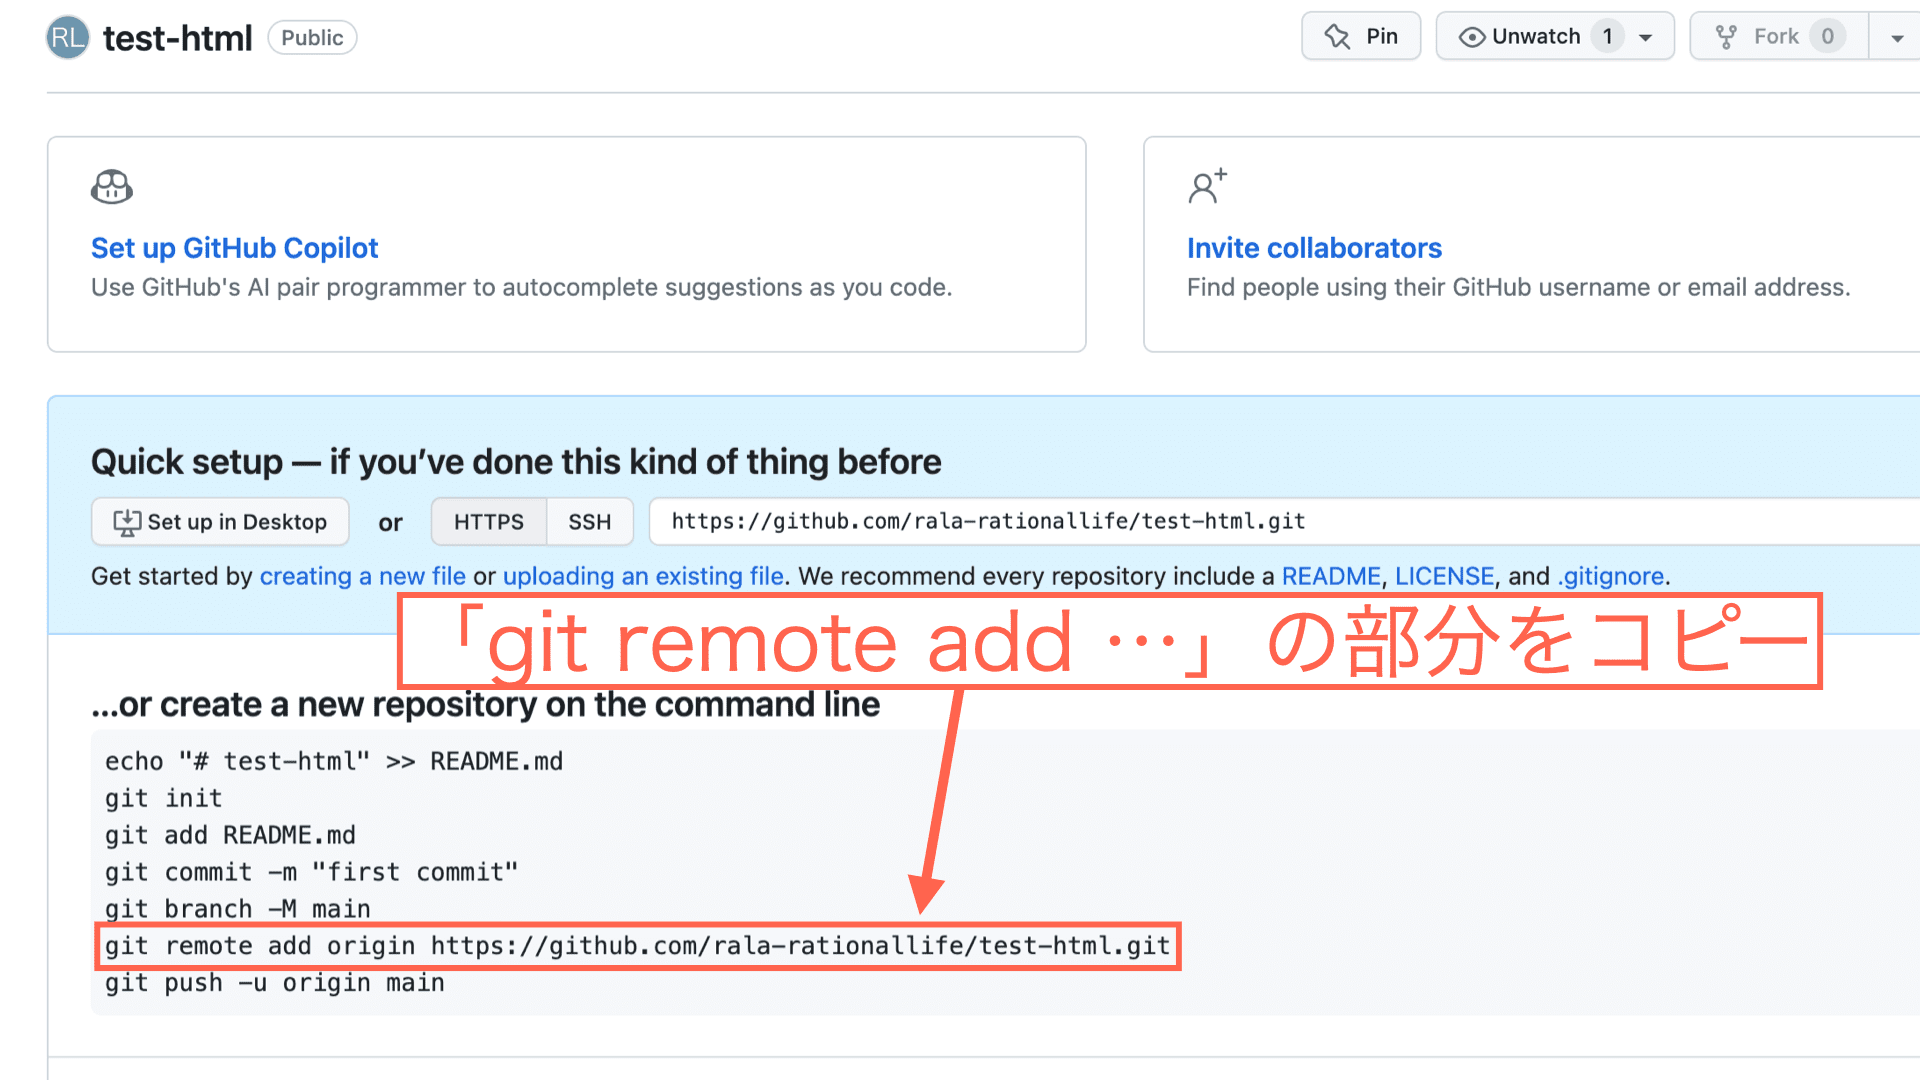 RL test-html Public Pin Unwatch 1 Fork 0
Set up GitHub Copilot
Use GitHub's AI pair programmer to autocomplete suggestions as you code.
Invite collaborators
Find people using their GitHub username or email address.
Quick setup — if you’ve done this kind of thing before
Set up in Desktop or HTTPS SSH https://github.com/rala-rationallife/test-html.git
Get started by creating a new file or uploading an existing file. We recommend every repository include a README, LICENSE, and .gitignore.
「git remote add …」の部分をコピー
…or create a new repository on the command line
echo "# test-html" >> README.md
git init
git add README.md
git commit -m "first commit"
git branch -M main
git remote add origin https://github.com/rala-rationallife/test-html.git
git push -u origin main